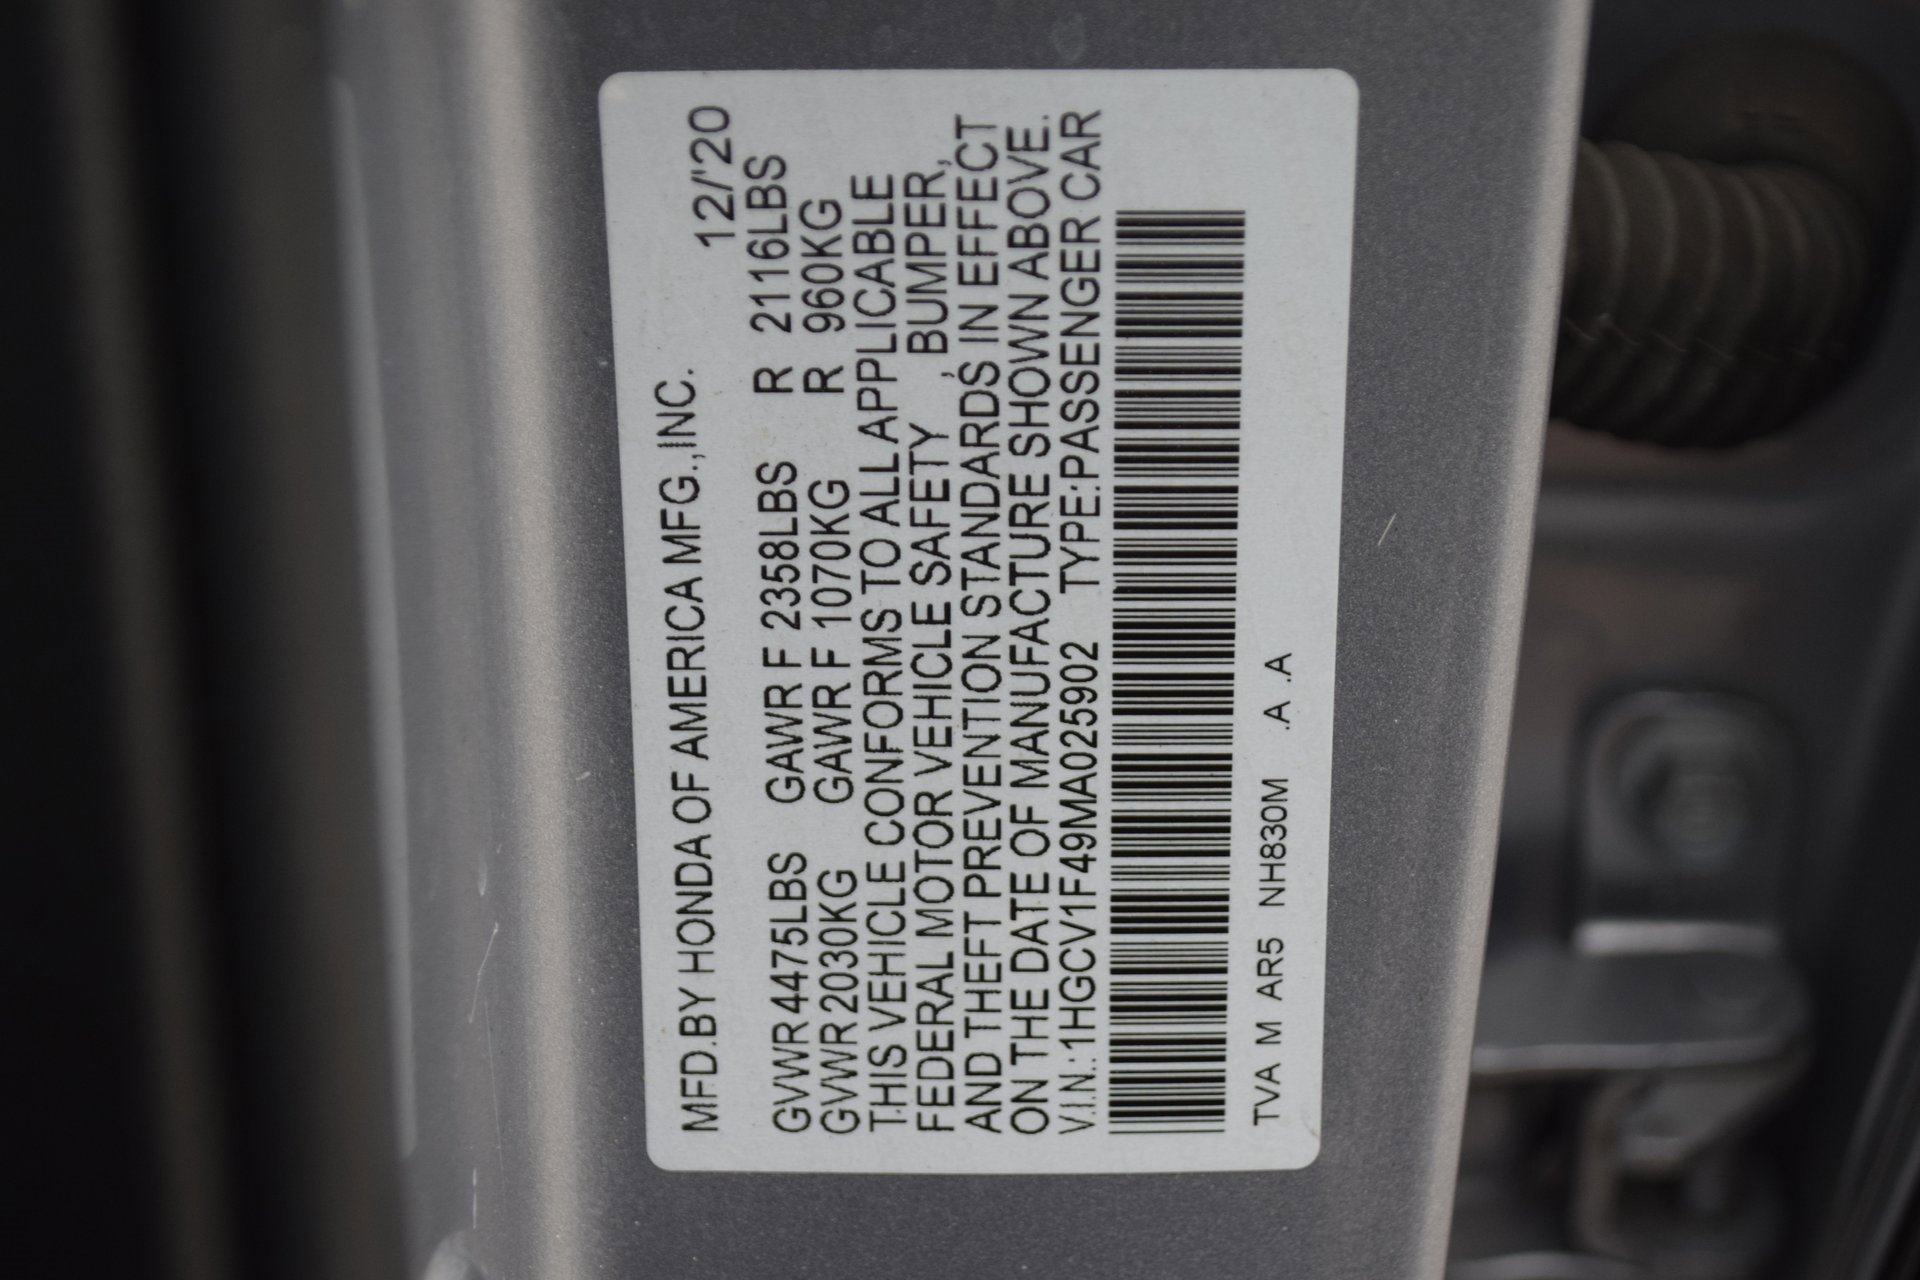 MFD.BY HONDA OF AMERICA MFG.,INC.
12/'20
GVWR 4475LBS GAWR F 2358LBS R 2116LBS
GVWR 2030KG GAWR F 1070KG R 960KG
THIS VEHICLE CONFORMS TO ALL APPLICABLE
FEDERAL MOTOR VEHICLE SAFETY , BUMPER,
AND THEFT PREVENTION STANDARDS IN EFFECT
ON THE DATE OF MANUFACTURE SHOWN ABOVE.
V.I.N.:1HGCV1F49MA025902 TYPE:PASSENGER CAR
TVA M AR5 NH830M .A .A